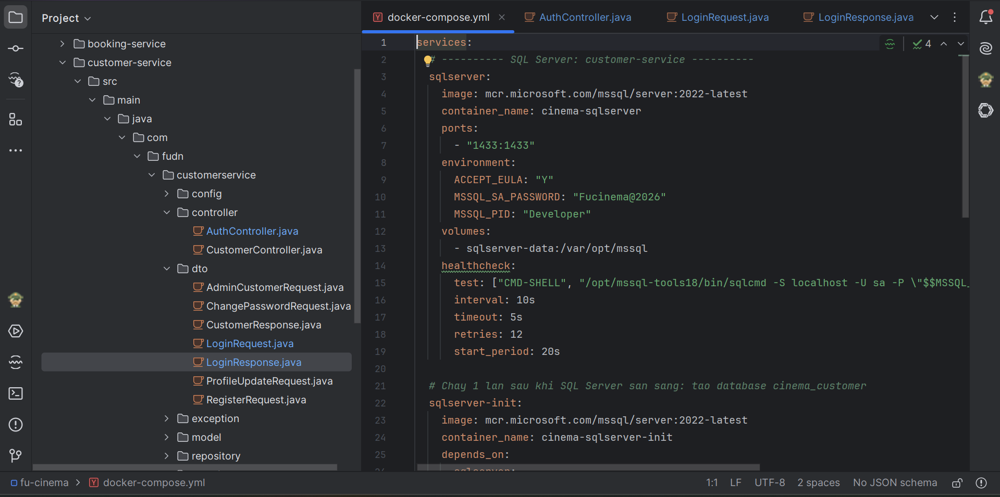 Project
booking-service
customer-service
src
main
java
com
fudn
customerservice
config
controller
AuthController.java
CustomerController.java
dto
AdminCustomerRequest.java
ChangePasswordRequest.java
CustomerResponse.java
LoginRequest.java
LoginResponse.java
ProfileUpdateRequest.java
RegisterRequest.java
exception
model
repository
docker-compose.yml
AuthController.java
LoginRequest.java
LoginResponse.java
4
1 services:
2 # ---------- SQL Server: customer-service ----------
3 sqlserver:
4 image: mcr.microsoft.com/mssql/server:2022-latest
5 container_name: cinema-sqlserver
6 ports:
7 - "1433:1433"
8 environment:
9 ACCEPT_EULA: "Y"
10 MSSQL_SA_PASSWORD: "Fucinema@2026"
11 MSSQL_PID: "Developer"
12 volumes:
13 - sqlserver-data:/var/opt/mssql
14 healthcheck:
15 test: ["CMD-SHELL", "/opt/mssql-tools18/bin/sqlcmd -S localhost -U sa -P \"$$MSSQL_
16 interval: 10s
17 timeout: 5s
18 retries: 12
19 start_period: 20s
20
21 # Chay 1 lan sau khi SQL Server san sang: tao database cinema_customer
22 sqlserver-init:
23 image: mcr.microsoft.com/mssql/server:2022-latest
24 container_name: cinema-sqlserver-init
25 depends_on:
fu-cinema > docker-compose.yml
1:1 LF UTF-8 2 spaces No JSON schema